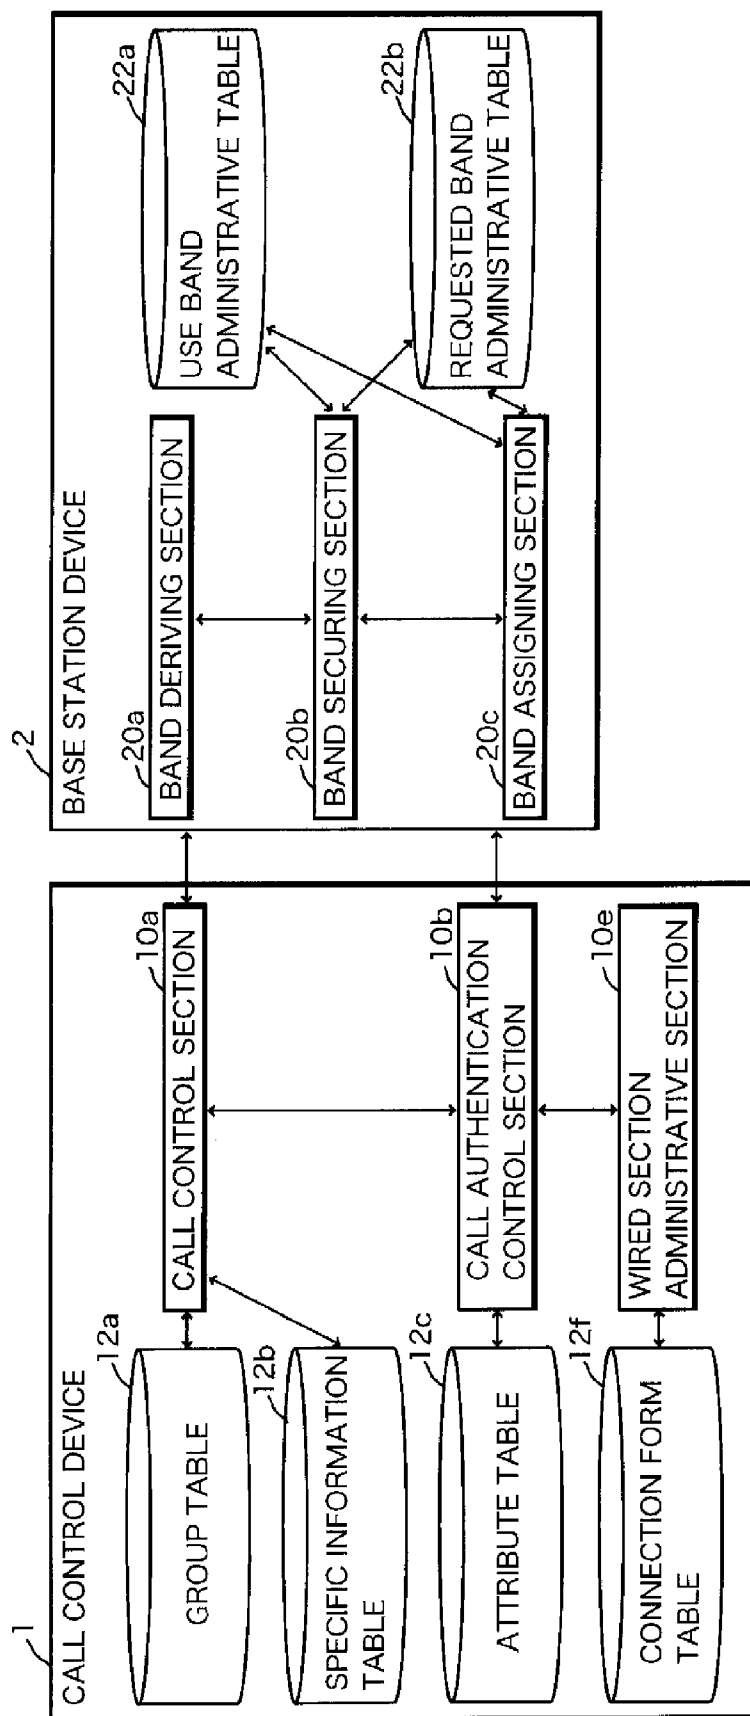 1
CALL CONTROL DEVICE
12a
GROUP TABLE
12b
SPECIFIC INFORMATION
TABLE
12c
ATTRIBUTE TABLE
12f
CONNECTION FORM
TABLE
10a
CALL CONTROL SECTION
10b
CALL AUTHENTICATION
CONTROL SECTION
10e
WIRED SECTION
ADMINISTRATIVE SECTION
2
BASE STATION DEVICE
20a
BAND DERIVING SECTION
20b
BAND SECURING SECTION
20c
BAND ASSIGNING SECTION
22a
USE BAND
ADMINISTRATIVE TABLE
22b
REQUESTED BAND
ADMINISTRATIVE TABLE